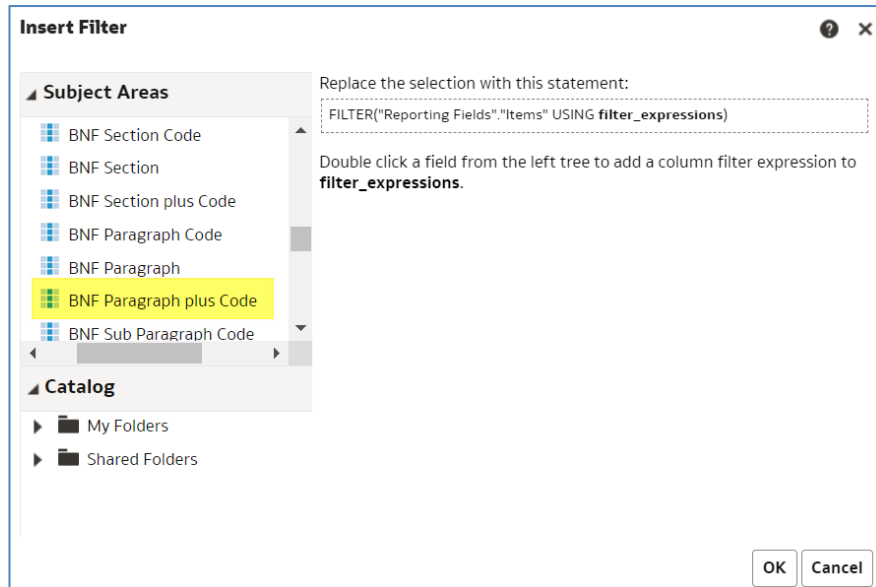 Insert Filter
Subject Areas
BNF Section Code
BNF Section
BNF Section plus Code
BNF Paragraph Code
BNF Paragraph
BNF Paragraph plus Code
BNF Sub Paragraph Code
Catalog
My Folders
Shared Folders
Replace the selection with this statement:
FILTER("Reporting Fields"."Items" USING filter_expressions)
Double click a field from the left tree to add a column filter expression to
filter_expressions.
OK
Cancel